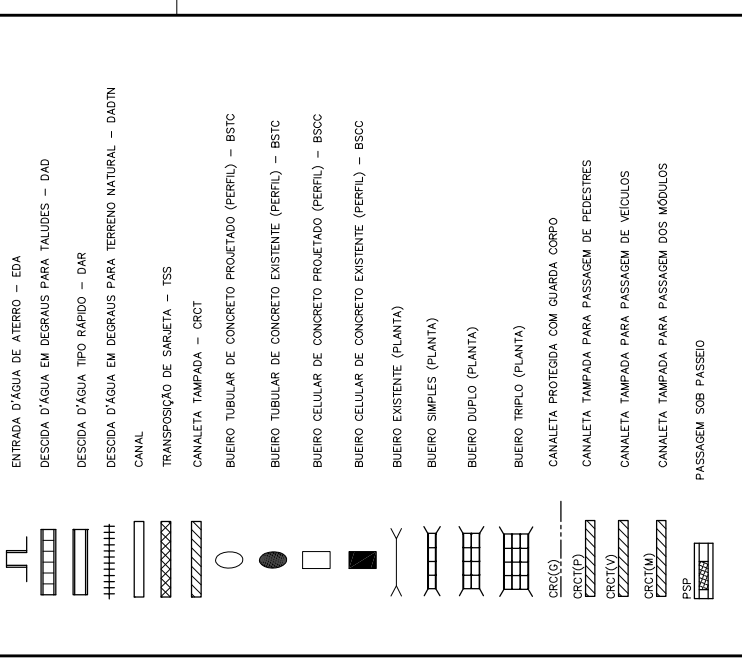 ENTRADA D'ÁGUA DE ATERRO – EDA
DESCIDA D'ÁGUA EM DEGRAUS PARA TALUDES – DAD
DESCIDA D'ÁGUA TIPO RÁPIDO – DAR
DESCIDA D'ÁGUA EM DEGRAUS PARA TERRENO NATURAL – DADTN
CANAL
TRANSPOSIÇÃO DE SARJETA – TSS
CANALETA TAMPADA – CRCT
BUEIRO TUBULAR DE CONCRETO PROJETADO (PERFIL) – BSTC
BUEIRO TUBULAR DE CONCRETO EXISTENTE (PERFIL) – BSTC
BUEIRO CELULAR DE CONCRETO PROJETADO (PERFIL) – BSCC
BUEIRO CELULAR DE CONCRETO EXISTENTE (PERFIL) – BSCC
BUEIRO EXISTENTE (PLANTA)
BUEIRO SIMPLES (PLANTA)
BUEIRO DUPLO (PLANTA)
BUEIRO TRIPLO (PLANTA)
CRC(G) CANALETA PROTEGIDA COM GUARDA CORPO
CRCT(P) CANALETA TAMPADA PARA PASSAGEM DE PEDESTRES
CRCT(V) CANALETA TAMPADA PARA PASSAGEM DE VEÍCULOS
CRCT(M) CANALETA TAMPADA PARA PASSAGEM DOS MÓDULOS
PSP PASSAGEM SOB PASSEIO